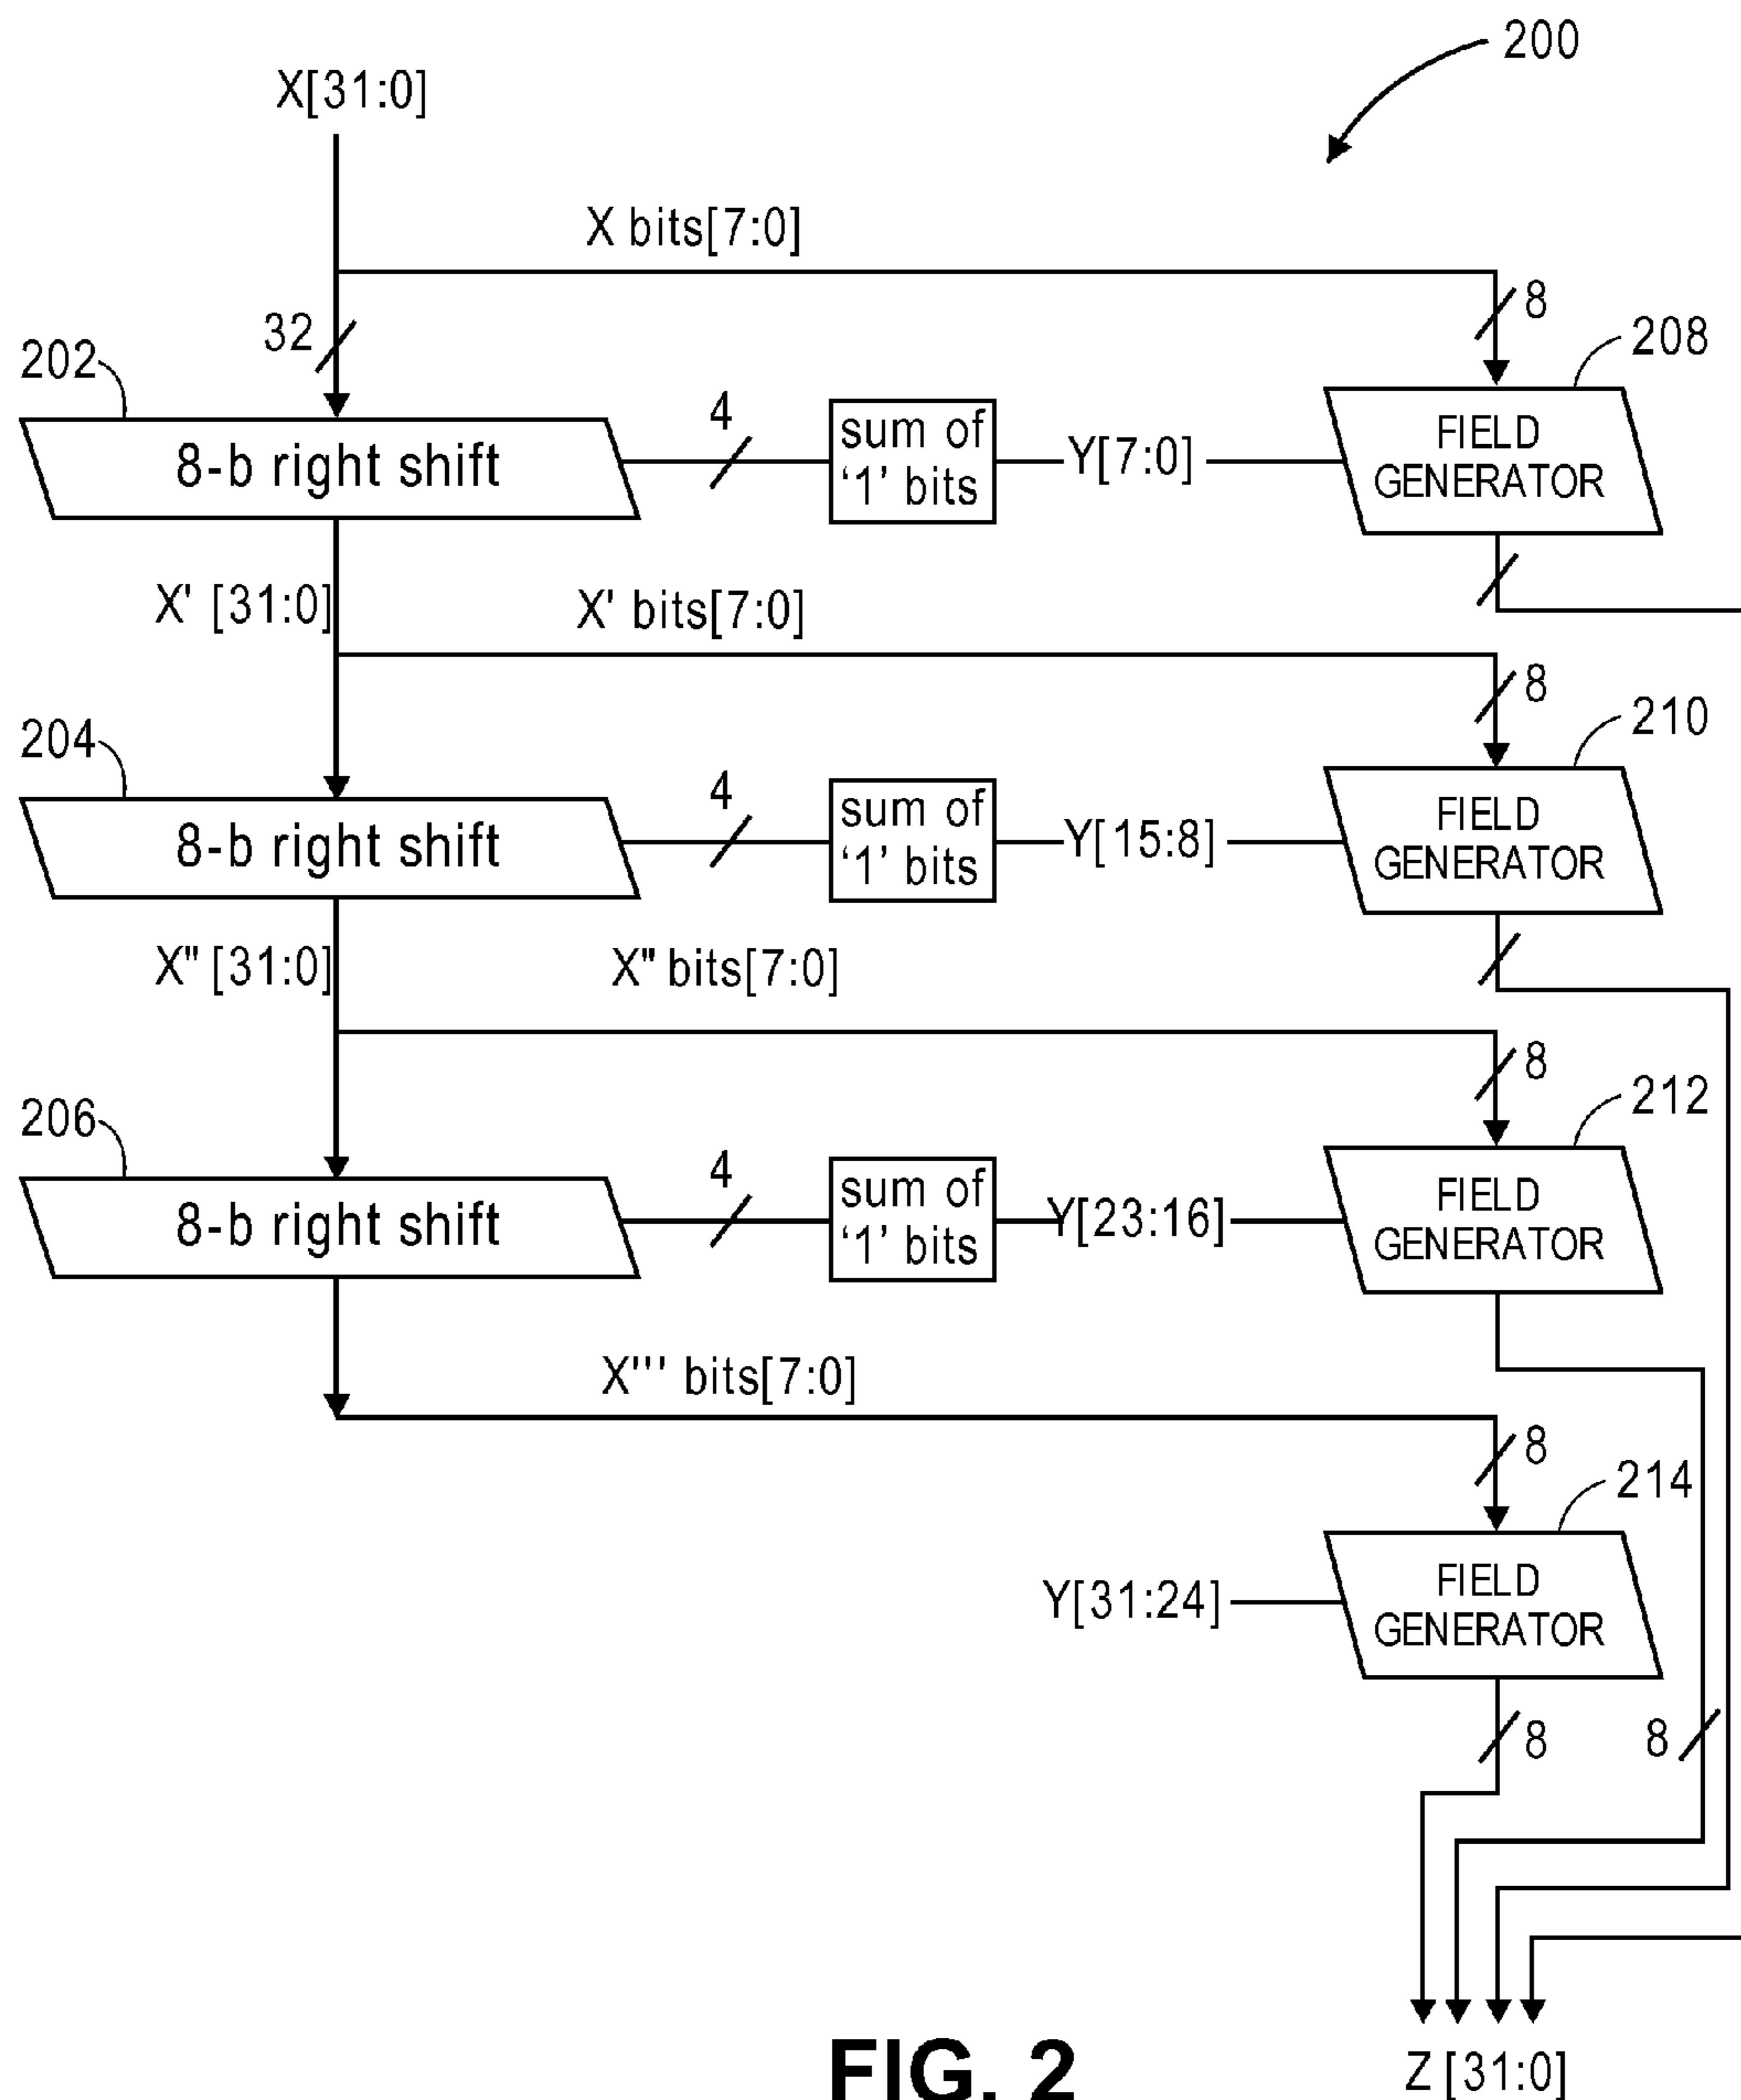 200
X[31:0]
X bits[7:0]
8
32
208
202
4
8-b right shift
sum of
'1' bits
Y[7:0]
FIELD
GENERATOR
X' [31:0]
X' bits[7:0]
8
210
204
4
8-b right shift
sum of
'1' bits
Y[15:8]
FIELD
GENERATOR
X" [31:0]
X" bits[7:0]
8
212
206
4
8-b right shift
sum of
'1' bits
Y[23:16]
FIELD
GENERATOR
X''' bits[7:0]
8
214
Y[31:24]
FIELD
GENERATOR
8
8
FIG. 2
Z [31:0]